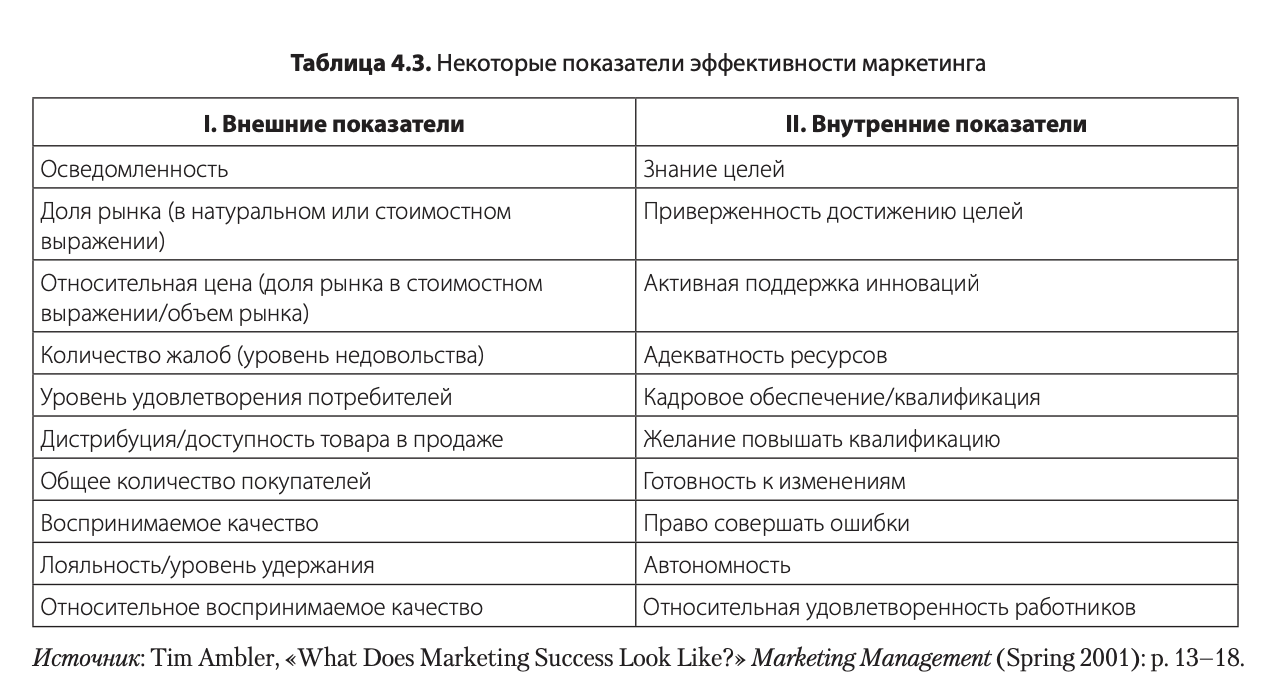 Таблица 4.3. Некоторые показатели эффективности маркетинга
I. Внешние показатели
II. Внутренние показатели
Осведомленность
Знание целей
Доля рынка (в натуральном или стоимостном
выражении)
Приверженность достижению целей
Относительная цена (доля рынка в стоимостном
выражении/объем рынка)
Активная поддержка инноваций
Количество жалоб (уровень недовольства)
Адекватность ресурсов
Уровень удовлетворения потребителей
Кадровое обеспечение/квалификация
Дистрибуция/доступность товара в продаже
Желание повышать квалификацию
Общее количество покупателей
Готовность к изменениям
Воспринимаемое качество
Право совершать ошибки
Лояльность/уровень удержания
Автономность
Относительное воспринимаемое качество
Относительная удовлетворенность работников
Источник: Tim Ambler, «What Does Marketing Success Look Like?» Marketing Management (Spring 2001): p. 13–18.